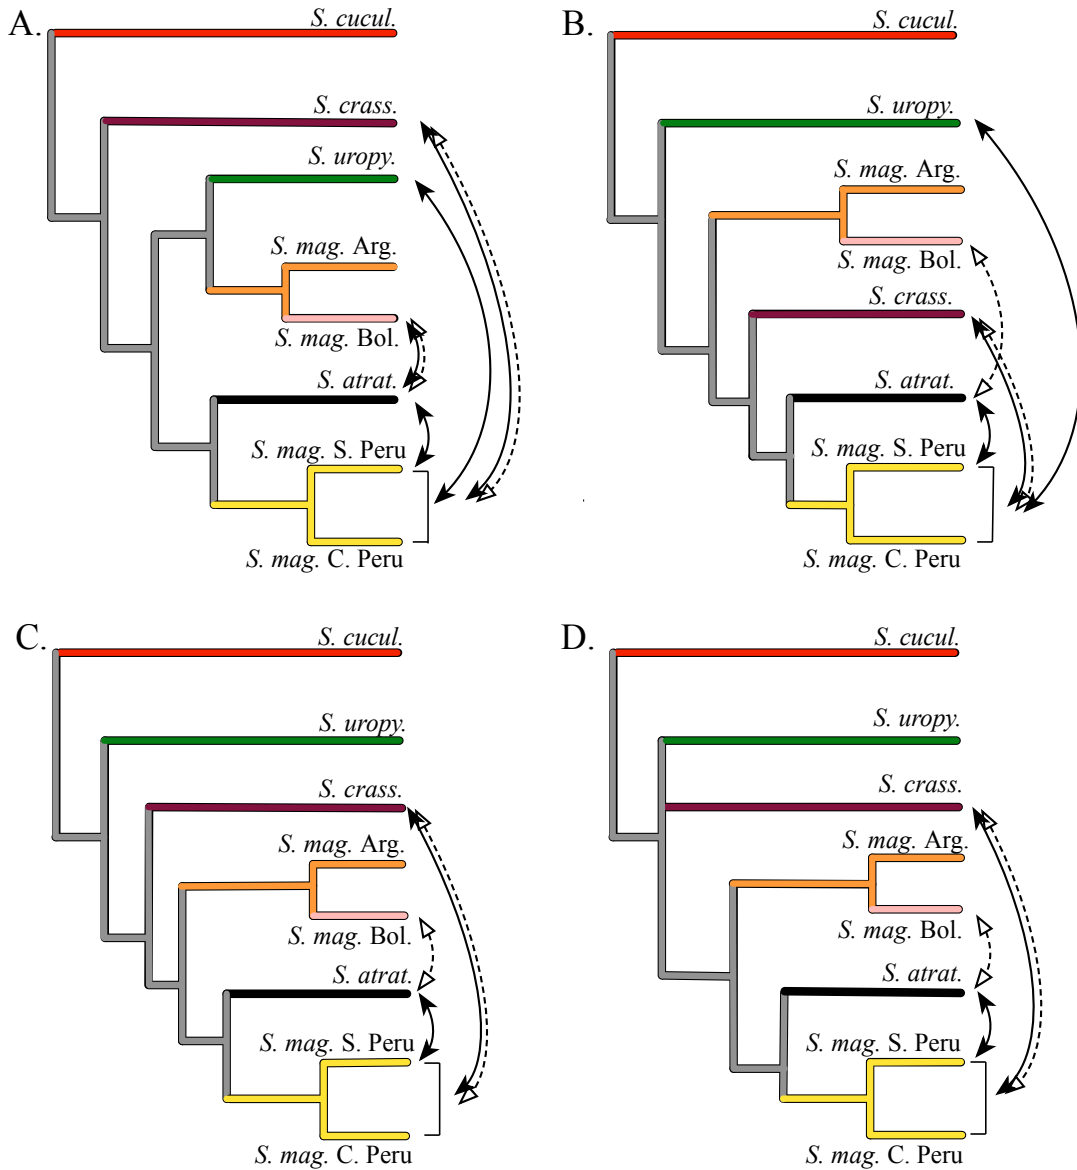 A.
S. cucul.
S. crass.
S. uropy.
S. mag. Arg.
S. mag. Bol.
S. atrat.
S. mag. S. Peru
S. mag. C. Peru
B.
S. cucul.
S. uropy.
S. mag. Arg.
S. mag. Bol.
S. crass.
S. atrat.
S. mag. S. Peru
S. mag. C. Peru
C.
S. cucul.
S. uropy.
S. crass.
S. mag. Arg.
S. mag. Bol.
S. atrat.
S. mag. S. Peru
S. mag. C. Peru
D.
S. cucul.
S. uropy.
S. crass.
S. mag. Arg.
S. mag. Bol.
S. atrat.
S. mag. S. Peru
S. mag. C. Peru